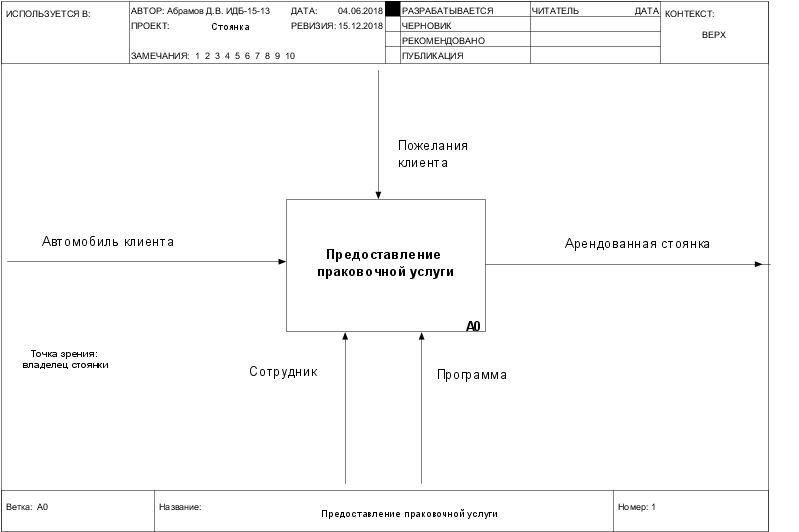 ИСПОЛЬЗУЕТСЯ В:
АВТОР: Абрамов Д.В. ИДБ-15-13
ДАТА: 04.06.2018
ПРОЕКТ: Стоянка
РЕВИЗИЯ: 15.12.2018
ЗАМЕЧАНИЯ: 1 2 3 4 5 6 7 8 9 10
РАЗРАБАТЫВАЕТСЯ
ЧЕРНОВИК
РЕКОМЕНДОВАНО
ПУБЛИКАЦИЯ
ЧИТАТЕЛЬ ДАТА
КОНТЕКСТ:
ВЕРХ
Пожелания
клиента
Автомобиль клиента
Предоставление
праковочной услуги
A0
Арендованная стоянка
Точка зрения:
владелец стоянки
Сотрудник
Программа
Ветка: A0
Название: Предоставление праковочной услуги
Номер: 1